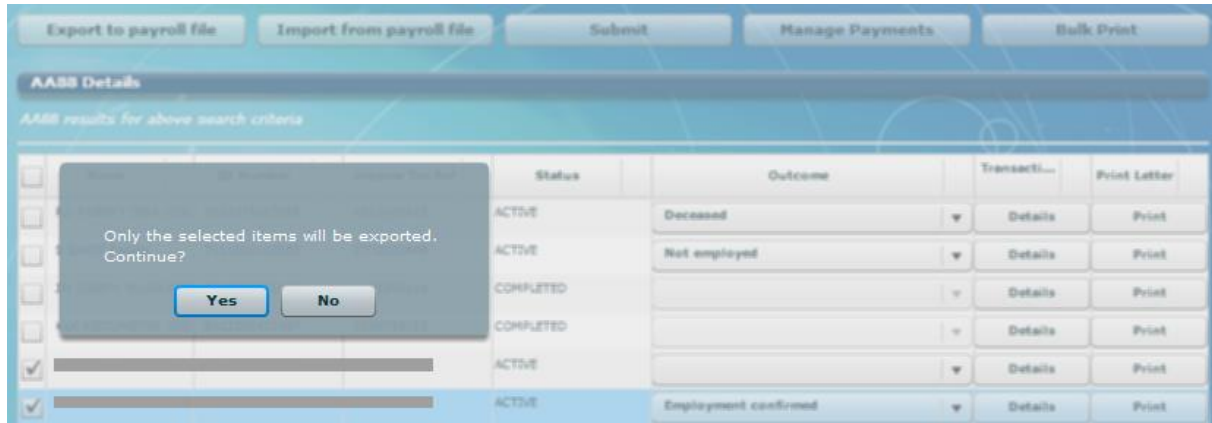 Export to payroll file Import from payroll file Submit Manage Payments Bulk Print
AA88 Details
AA88 results for above search criteria
Status Outcome Transacti... Print Letter
ACTIVE Deceased Details Print
Only the selected items will be exported.
Continue?
ACTIVE Not employed Details Print
Yes No
COMPLETED Details Print
COMPLETED Details Print
ACTIVE Details Print
ACTIVE Employment confirmed Details Print